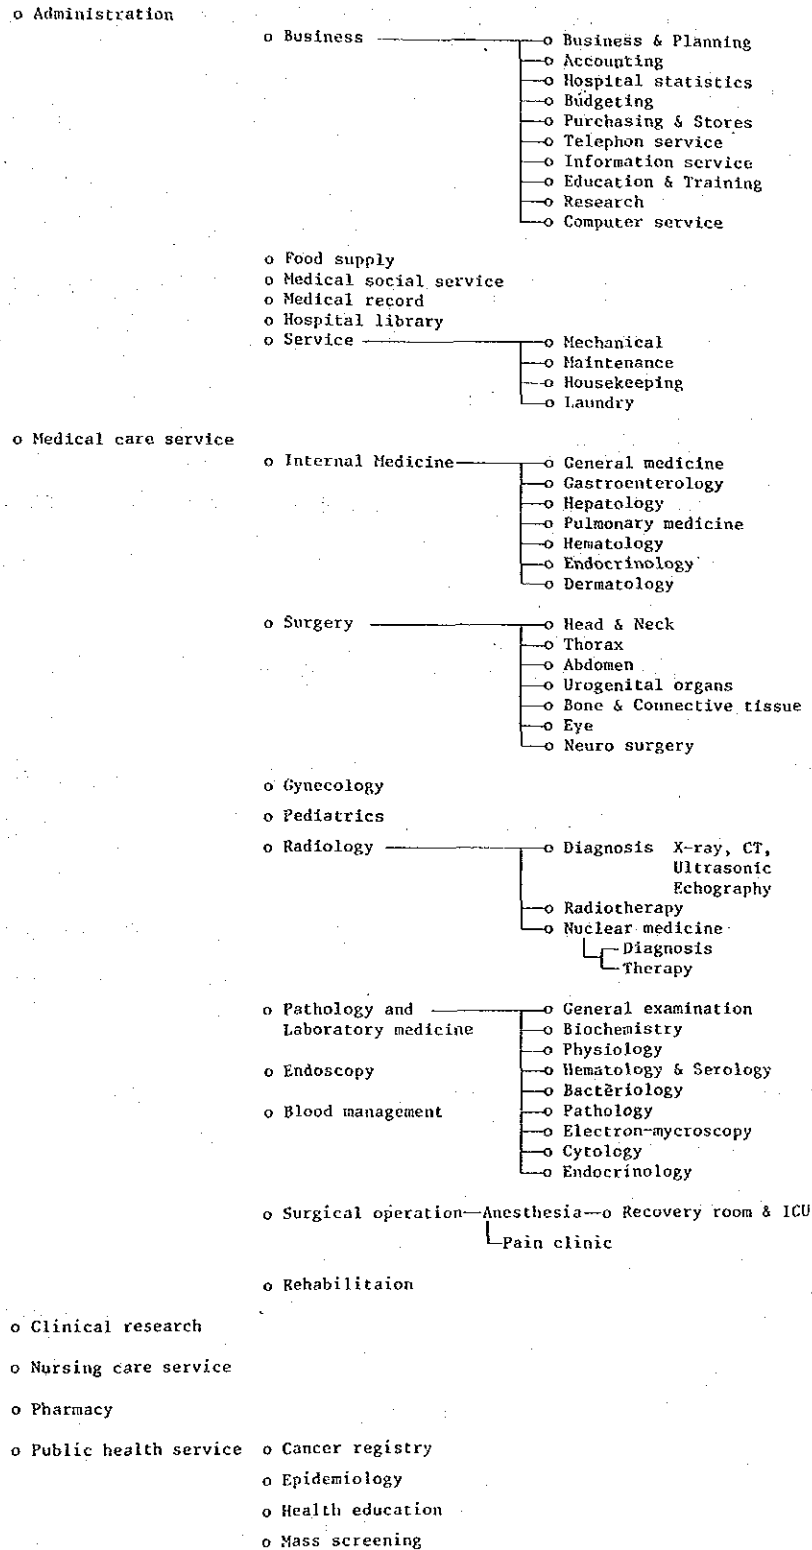 o Administration
o Business o Business & Planning
o Accounting
o Hospital statistics
o Budgeting
o Purchasing & Stores
o Telephon service
o Information service
o Education & Training
o Research
o Computer service
o Food supply
o Medical social service
o Medical record
o Hospital library
o Service o Mechanical
o Maintenance
o Housekeeping
o Laundry
o Medical care service
o Internal Medicine o General medicine
o Gastroenterology
o Hepatology
o Pulmonary medicine
o Hematology
o Endocrinology
o Dermatology
o Surgery o Head & Neck
o Thorax
o Abdomen
o Urogenital organs
o Bone & Connective tissue
o Eye
o Neuro surgery
o Gynecology
o Pediatrics
o Radiology o Diagnosis X-ray, CT,
Ultrasonic
Echography
o Radiotherapy
o Nuclear medicine
Diagnosis
Therapy
o Pathology and o General examination
Laboratory medicine o Biochemistry
o Physiology
o Endoscopy o Hematology & Serology
o Bacteriology
o Blood management o Pathology
o Electron-mycroscopy
o Cytology
o Endocrinology
o Surgical operation Anesthesia o Recovery room & ICU
Pain clinic
o Rehabilitaion
o Clinical research
o Nursing care service
o Pharmacy
o Public health service o Cancer registry
o Epidemiology
o Health education
o Mass screening